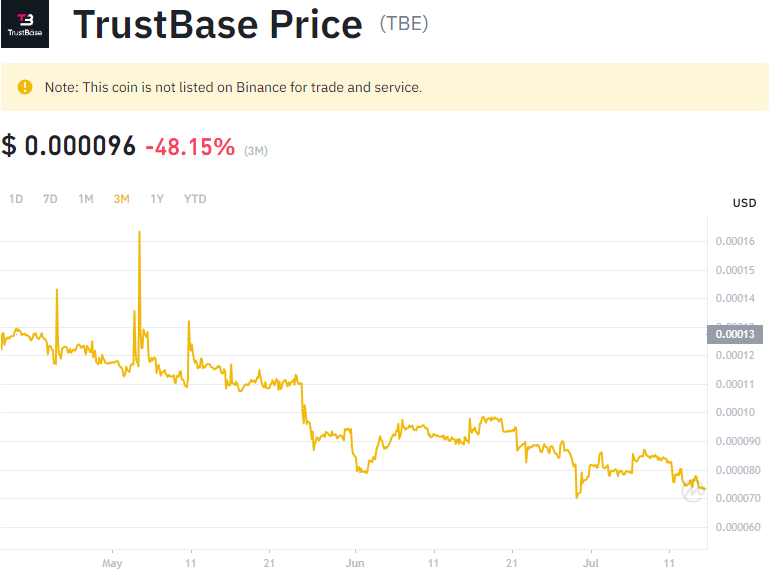 TrustBase
TrustBase Price (TBE)
Note: This coin is not listed on Binance for trade and service.
$ 0.000096 -48.15% (3M)
1D 7D 1M 3M 1Y YTD
USD
0.00016
0.00015
0.00014
0.00013
0.00012
0.00011
0.00010
0.000090
0.000080
0.000070
0.000060
May 11 21 Jun 11 21 Jul 11